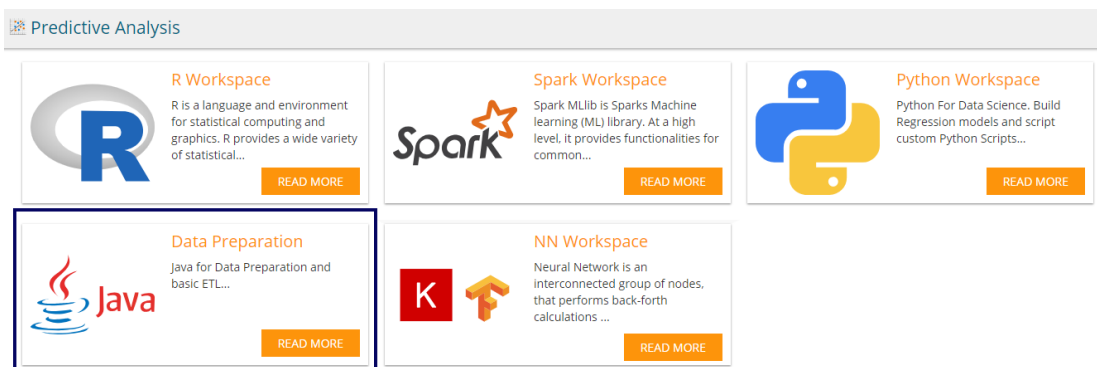 Predictive Analysis
R Workspace
R is a language and environment
for statistical computing and
graphics. R provides a wide variety
of statistical...
READ MORE
R
Spark Workspace
Spark MLlib is Sparks Machine
learning (ML) library. At a high
level, it provides functionalities for
common...
READ MORE
Spark
Python Workspace
Python For Data Science. Build
Regression models and script
custom Python Scripts...
READ MORE
Data Preparation
Java for Data Preparation and
basic ETL...
READ MORE
Java
NN Workspace
Neural Network is an
interconnected group of nodes,
that performs back-forth
calculations ...
READ MORE
K